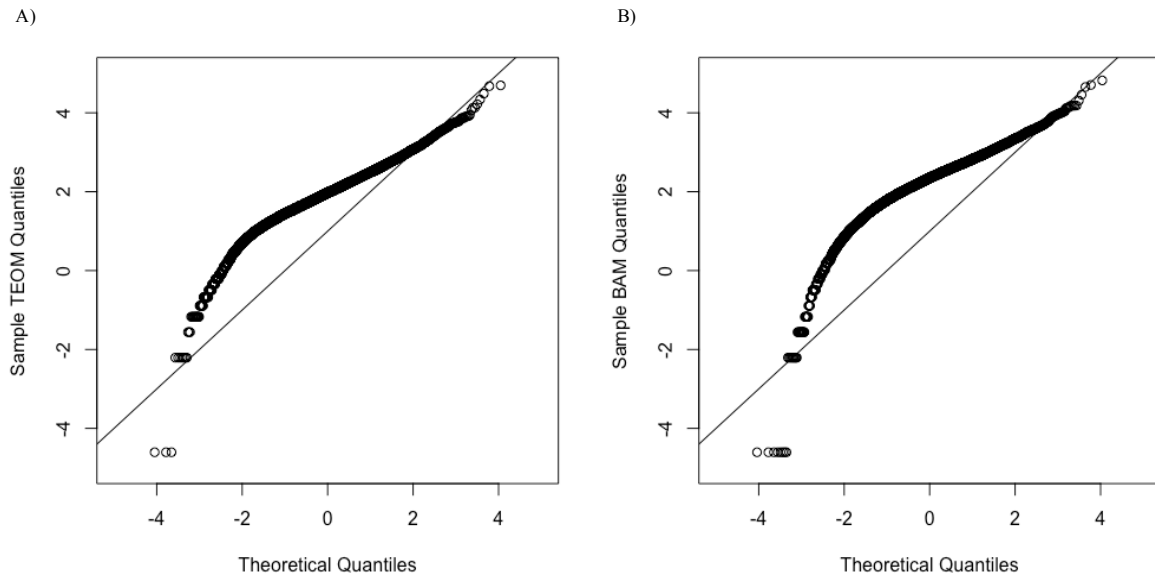 A)
Sample TEOM Quantiles
4
2
0
-2
-4
-4 -2 0 2 4
Theoretical Quantiles
B)
Sample BAM Quantiles
4
2
0
-2
-4
-4 -2 0 2 4
Theoretical Quantiles